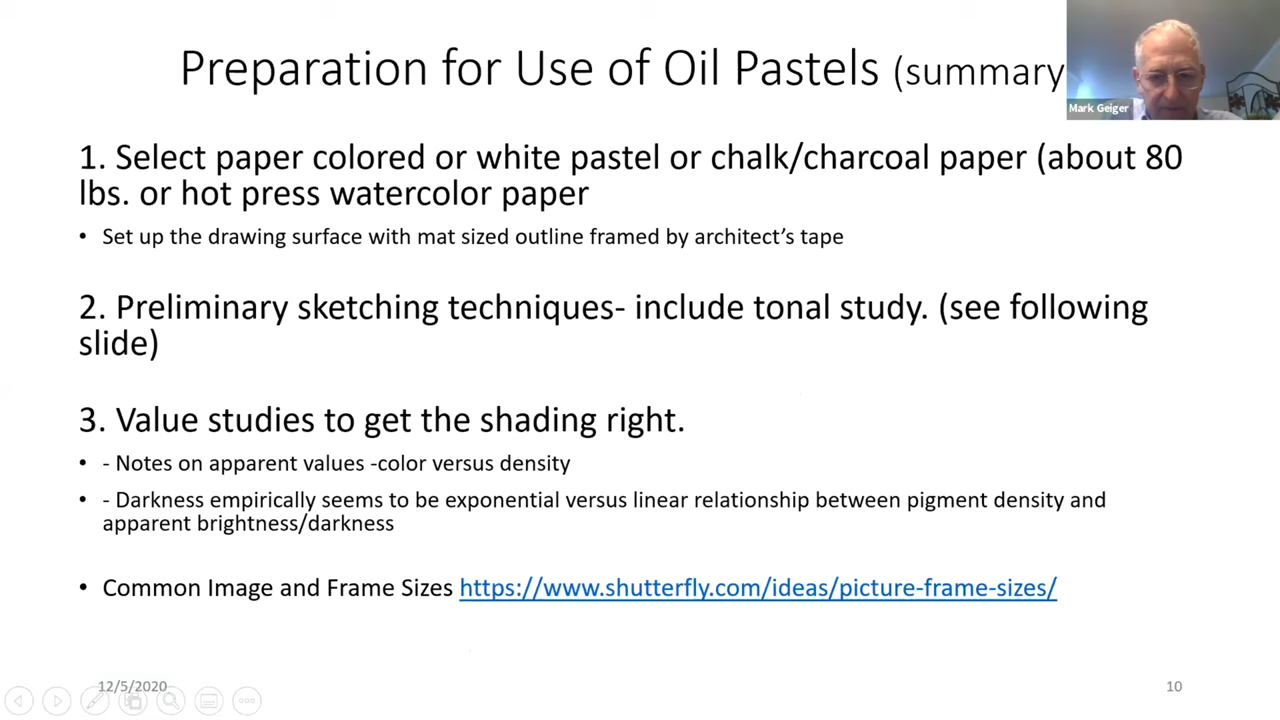 Preparation for Use of Oil Pastels (summary
Mark Geiger
1. Select paper colored or white pastel or chalk/charcoal paper (about 80
lbs. or hot press watercolor paper
• Set up the drawing surface with mat sized outline framed by architect’s tape
2. Preliminary sketching techniques- include tonal study. (see following
slide)
3. Value studies to get the shading right.
• - Notes on apparent values -color versus density
• - Darkness empirically seems to be exponential versus linear relationship between pigment density and
apparent brightness/darkness
• Common Image and Frame Sizes https://www.shutterfly.com/ideas/picture-frame-sizes/
12/5/2020
10